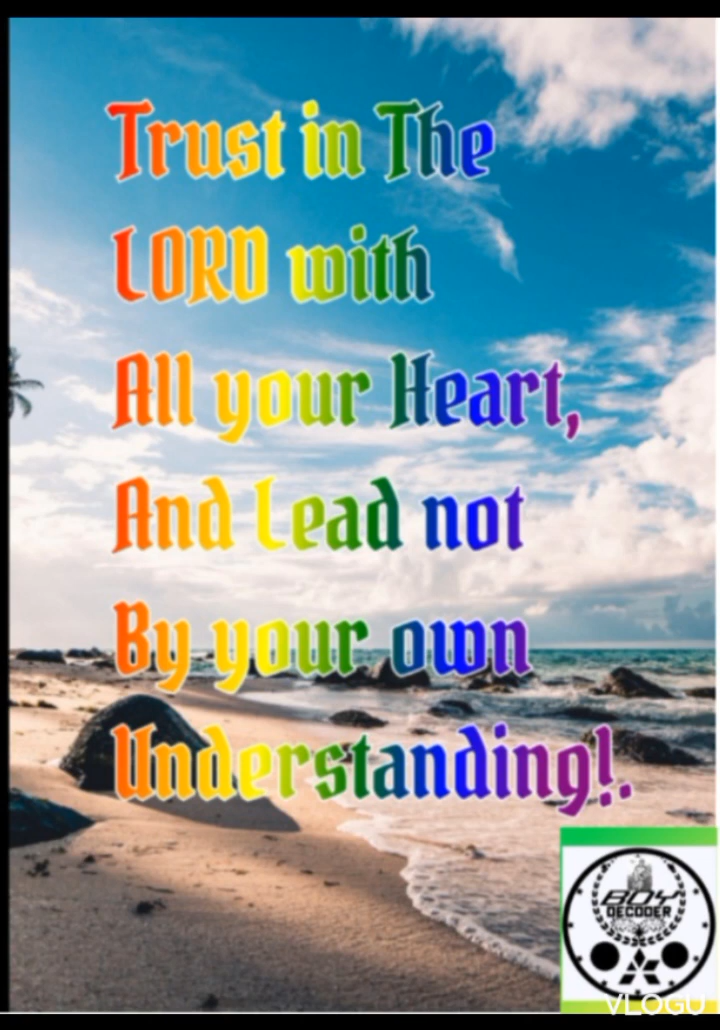 Trust in The
LORD with
All your Heart,
And Lead not
By your own
Understanding!.
BOY
DECODER
VLOGU